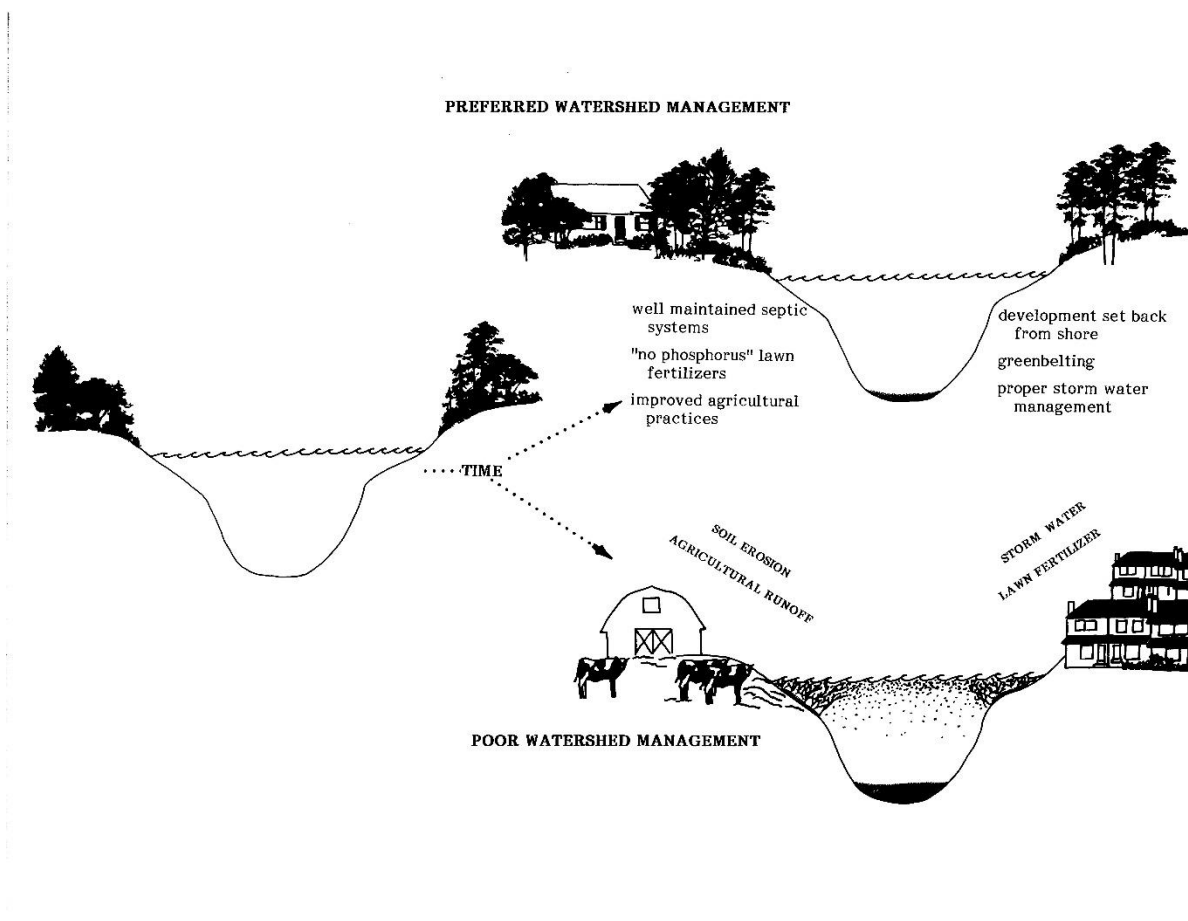 PREFERRED WATERSHED MANAGEMENT
well maintained septic
systems
"no phosphorus" lawn
fertilizers
improved agricultural
practices
development set back
from shore
greenbelting
proper storm water
management
TIME
SOIL EROSION
AGRICULTURAL RUNOFF
STORM WATER
LAWN FERTILIZER
POOR WATERSHED MANAGEMENT